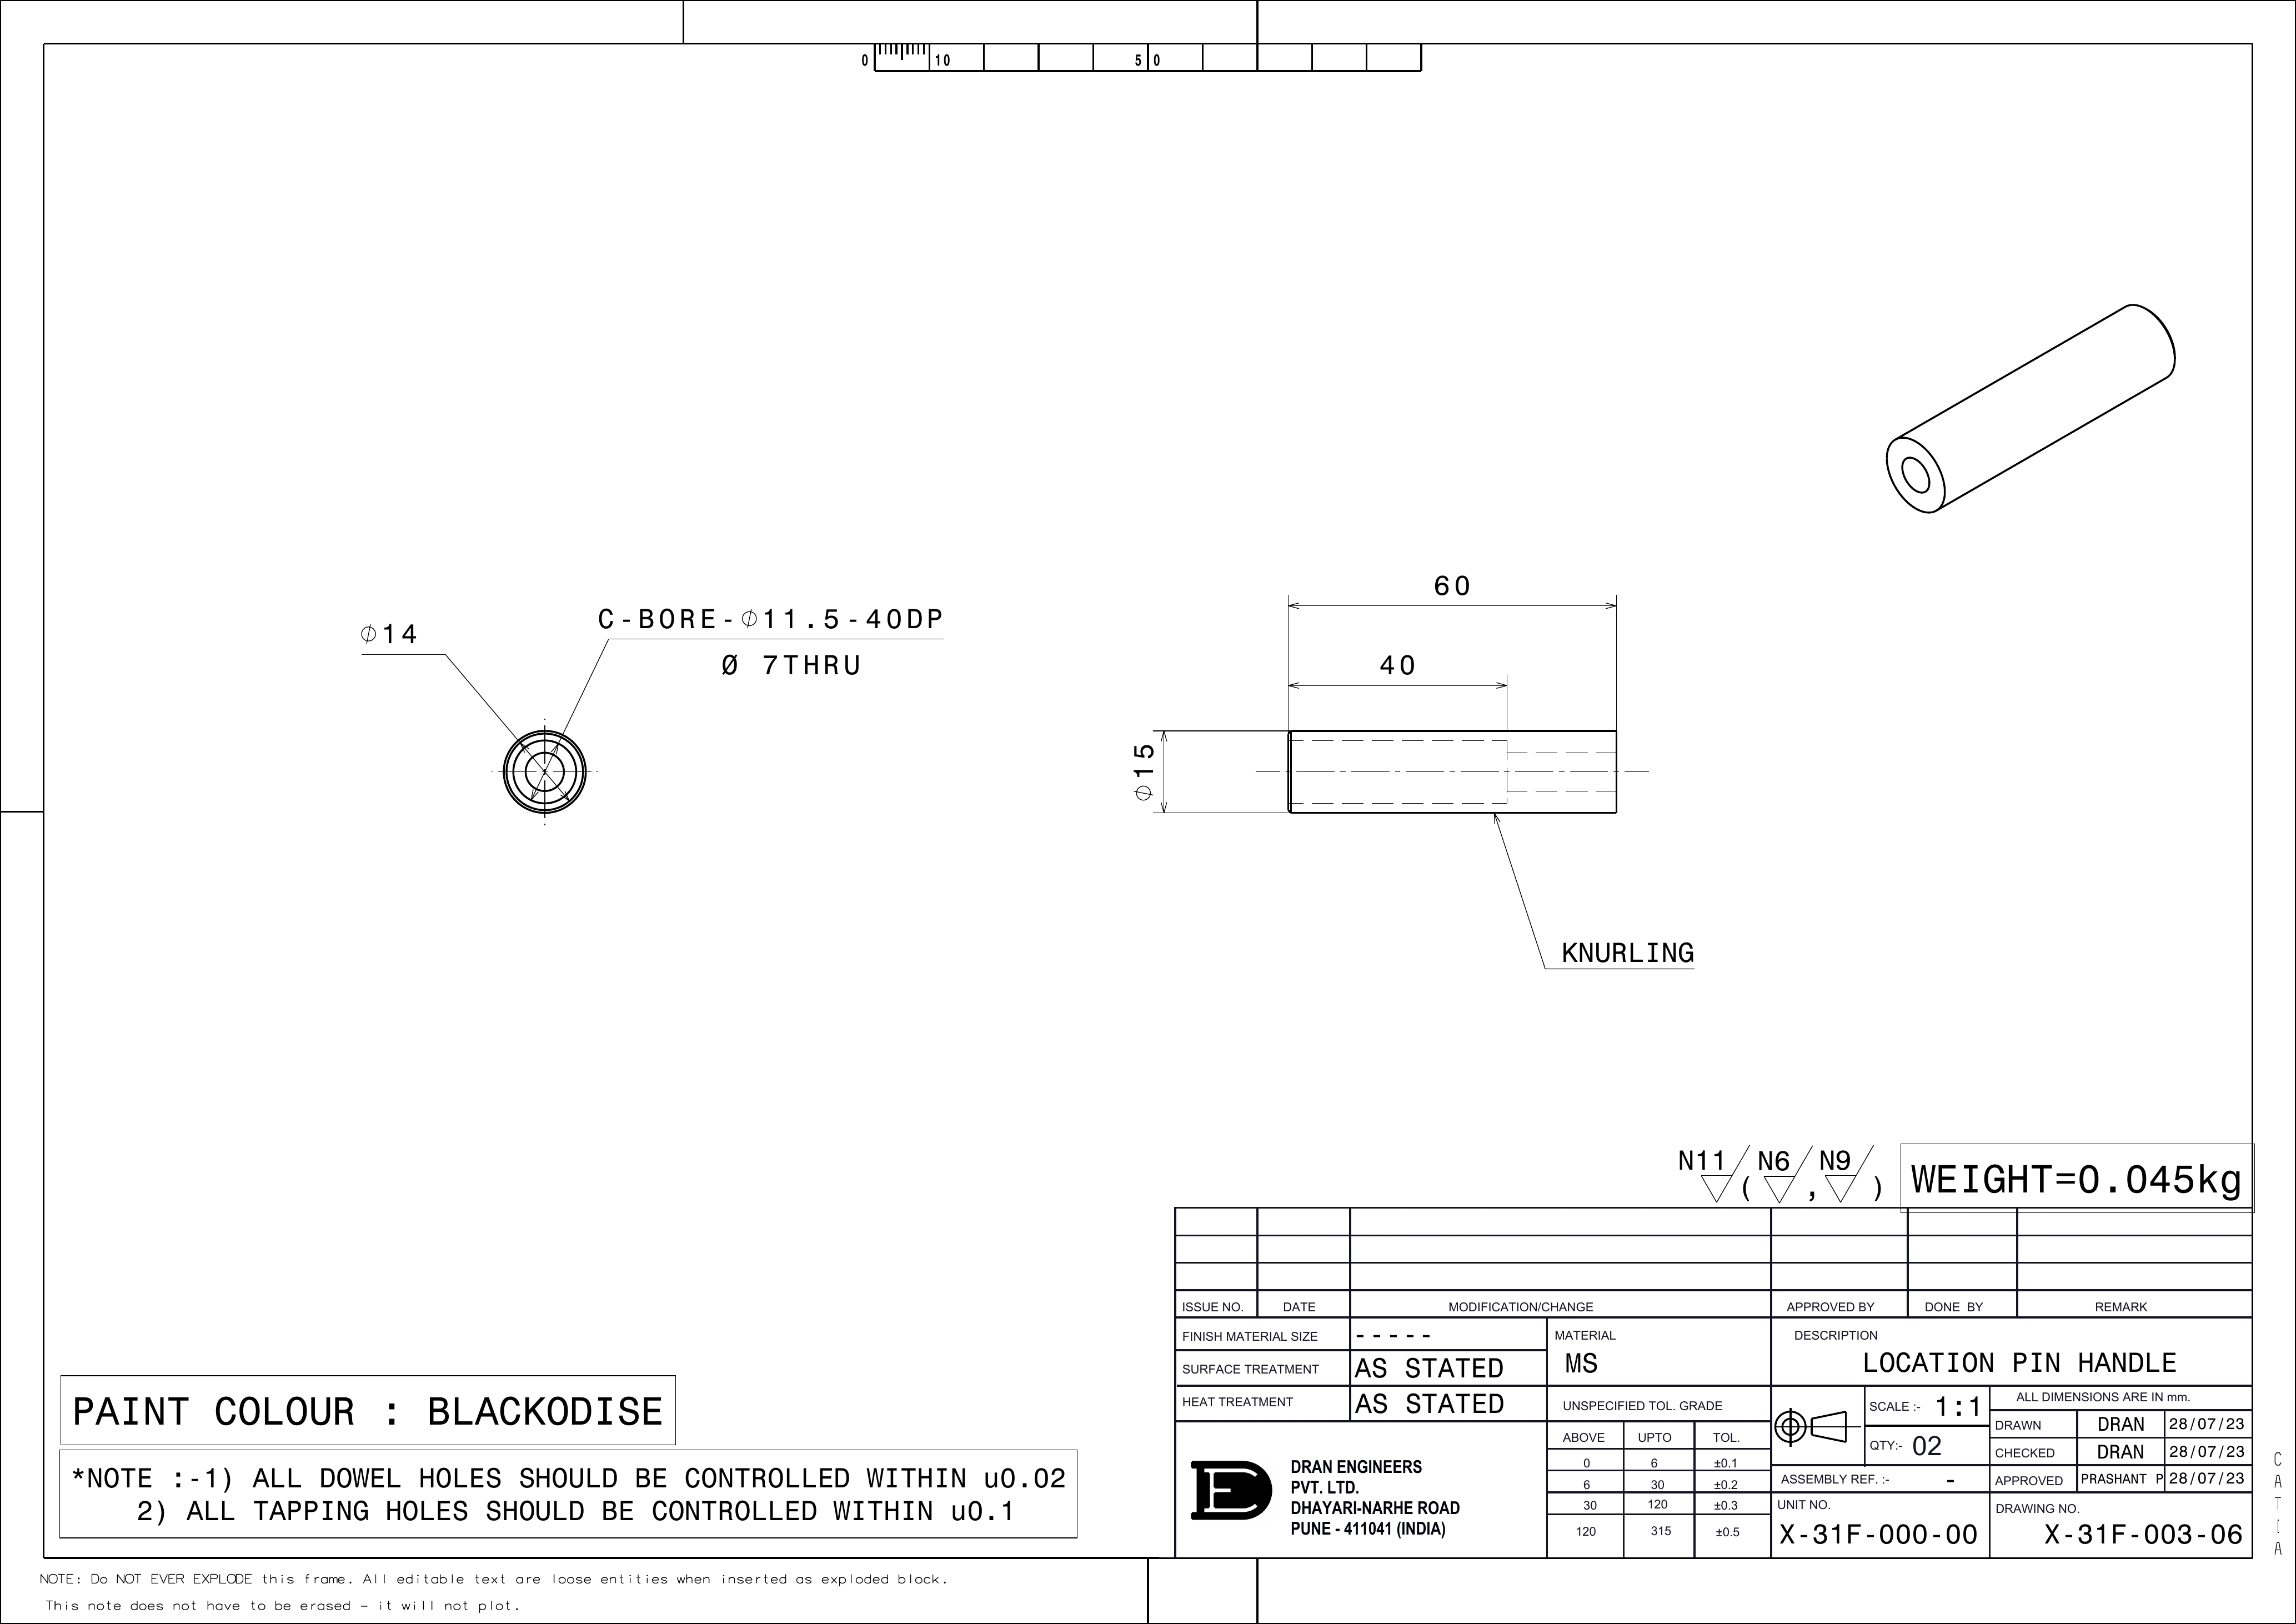 0 10 50
60
C-BORE-∅11.5-40DP
∅14
Ø 7THRU
40
∅15
KNURLING
N11 ( N6 , N9 )
WEIGHT=0.045kg
ISSUE NO. DATE MODIFICATION/CHANGE APPROVED BY DONE BY REMARK
FINISH MATERIAL SIZE -----
MATERIAL
MS
DESCRIPTION
LOCATION PIN HANDLE
SURFACE TREATMENT AS STATED
HEAT TREATMENT AS STATED
UNSPECIFIED TOL. GRADE
ABOVE UPTO TOL.
0 6 ±0.1
6 30 ±0.2
30 120 ±0.3
120 315 ±0.5
SCALE :- 1:1
QTY:- 02
ALL DIMENSIONS ARE IN mm.
DRAWN DRAN 28/07/23
CHECKED DRAN 28/07/23
APPROVED PRASHANT P 28/07/23
ASSEMBLY REF. :- -
UNIT NO.
X-31F-000-00
DRAWING NO.
X-31F-003-06
DE
DRAN ENGINEERS
PVT. LTD.
DHAYARI-NARHE ROAD
PUNE - 411041 (INDIA)
PAINT COLOUR : BLACKODISE
*NOTE :-1) ALL DOWEL HOLES SHOULD BE CONTROLLED WITHIN u0.02
2) ALL TAPPING HOLES SHOULD BE CONTROLLED WITHIN u0.1
CATIA
NOTE: Do NOT EVER EXPLODE this frame. All editable text are loose entities when inserted as exploded block.
This note does not have to be erased - it will not plot.